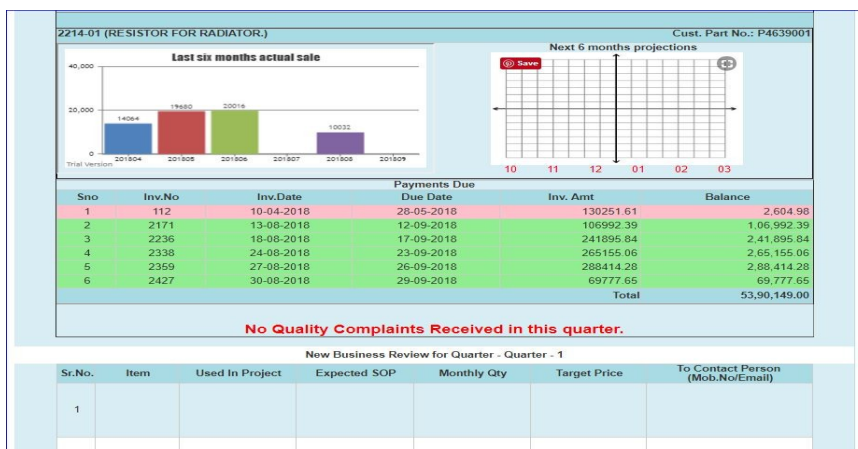 2214-01 (RESISTOR FOR RADIATOR.) Cust. Part No.: P4639001
Last six months actual sale
40,000
20,000
0
14064
19680
20016
10032
201804 201805 201806 201807 201808 201809
Trial Version
Next 6 months projections
Save
10 11 12 01 02 03
Payments Due
Sno Inv.No Inv.Date Due Date Inv. Amt Balance
1 112 10-04-2018 28-05-2018 130251.61 2,604.98
2 2171 13-08-2018 12-09-2018 106992.39 1,06,992.39
3 2236 18-08-2018 17-09-2018 241895.84 2,41,895.84
4 2338 24-08-2018 23-09-2018 265155.06 2,65,155.06
5 2359 27-08-2018 26-09-2018 288414.28 2,88,414.28
6 2427 30-08-2018 29-09-2018 69777.65 69,777.65
Total 53,90,149.00
No Quality Complaints Received in this quarter.
New Business Review for Quarter - Quarter - 1
Sr.No. Item Used In Project Expected SOP Monthly Qty Target Price To Contact Person
(Mob.No/Email)
1